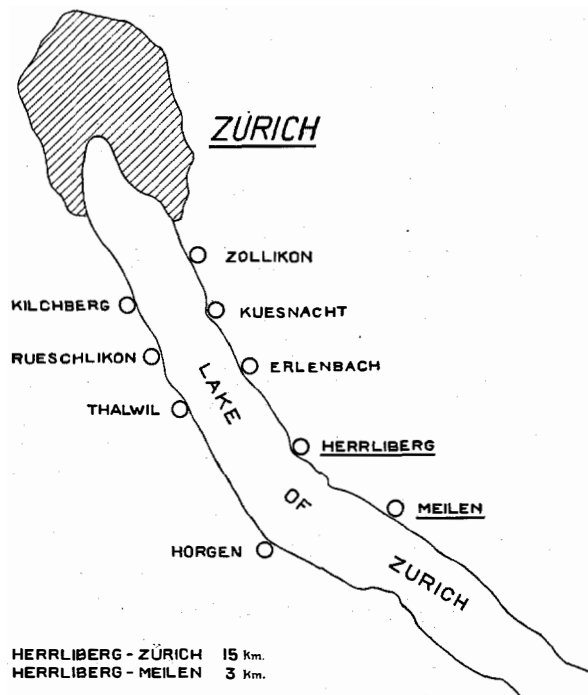 ZÜRICH
ZOLLIKON
KILCHBERG
KUESNACHT
RUESCHLIKON
ERLENBACH
THALWIL
HERRLIBERG
MEILEN
HORGEN
LAKE OF ZURICH
HERRLIBERG - ZÜRICH 15 Km.
HERRLIBERG - MEILEN 3 Km.